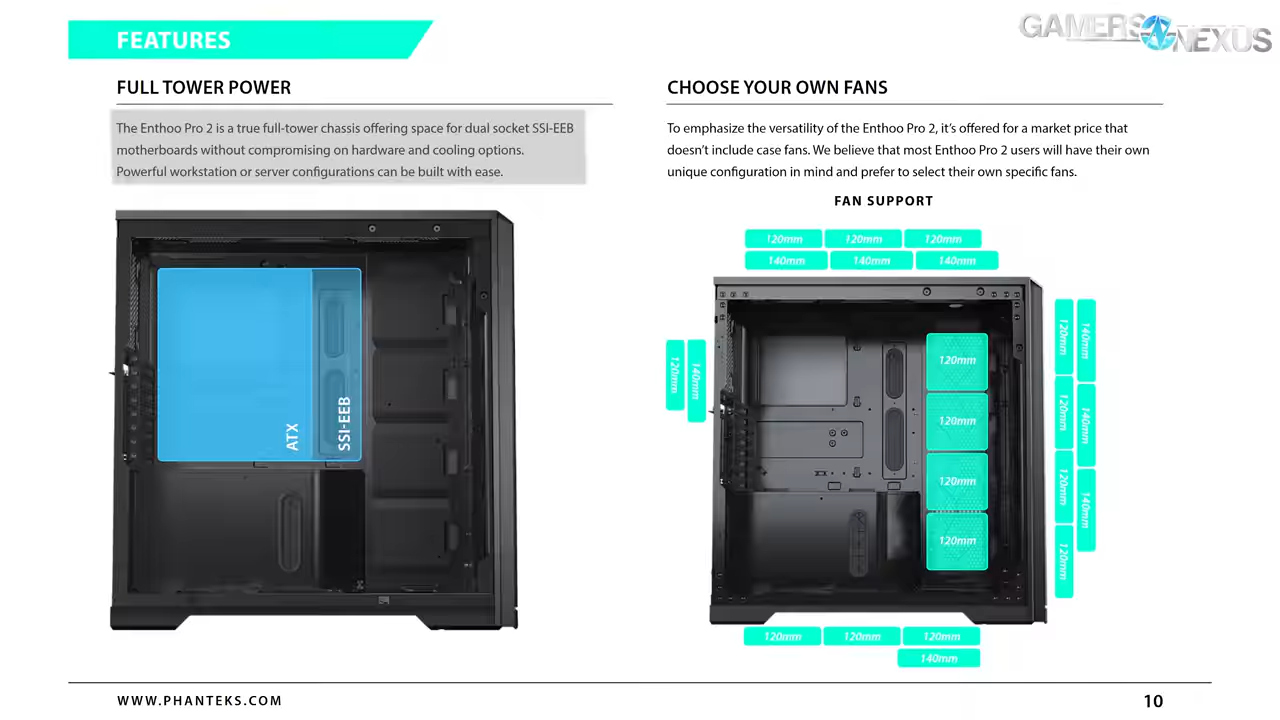 FEATURES
GAMERS NEXUS
FULL TOWER POWER
The Enthoo Pro 2 is a true full-tower chassis offering space for dual socket SSI-EEB
motherboards without compromising on hardware and cooling options.
Powerful workstation or server configurations can be built with ease.
ATX
SSI-EEB
CHOOSE YOUR OWN FANS
To emphasize the versatility of the Enthoo Pro 2, it's offered for a market price that
doesn't include case fans. We believe that most Enthoo Pro 2 users will have their own
unique configuration in mind and prefer to select their own specific fans.
FAN SUPPORT
120mm 120mm 120mm
140mm 140mm 140mm
120mm
140mm
120mm
120mm
120mm
120mm
120mm
120mm
120mm
120mm
140mm
140mm
140mm
120mm 120mm 120mm
140mm
WWW.PHANTEKS.COM
10